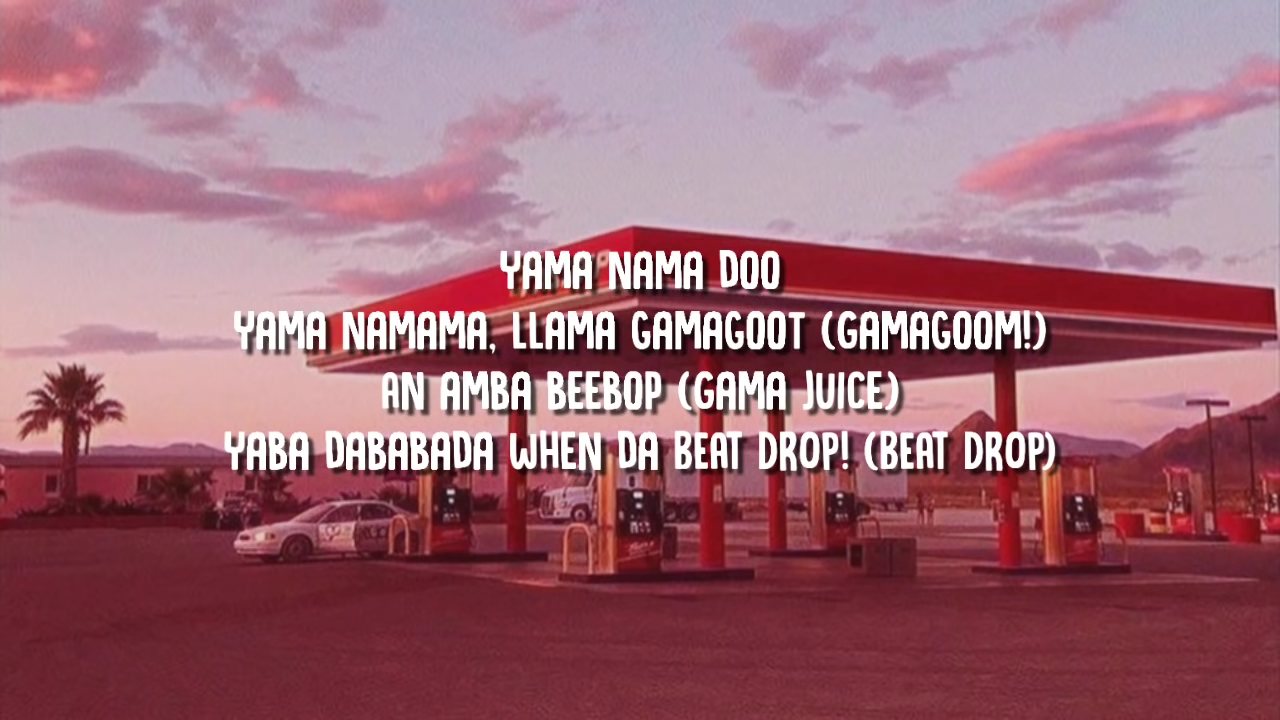 YAMA NAMA DOO
YAMA NAMAMA, LLAMA GAMAGOOT (GAMAGOOM!)
AN AMBA BEEBOP (GAMA JUICE)
YABA DABABADA WHEN DA BEAT DROP! (BEAT DROP)